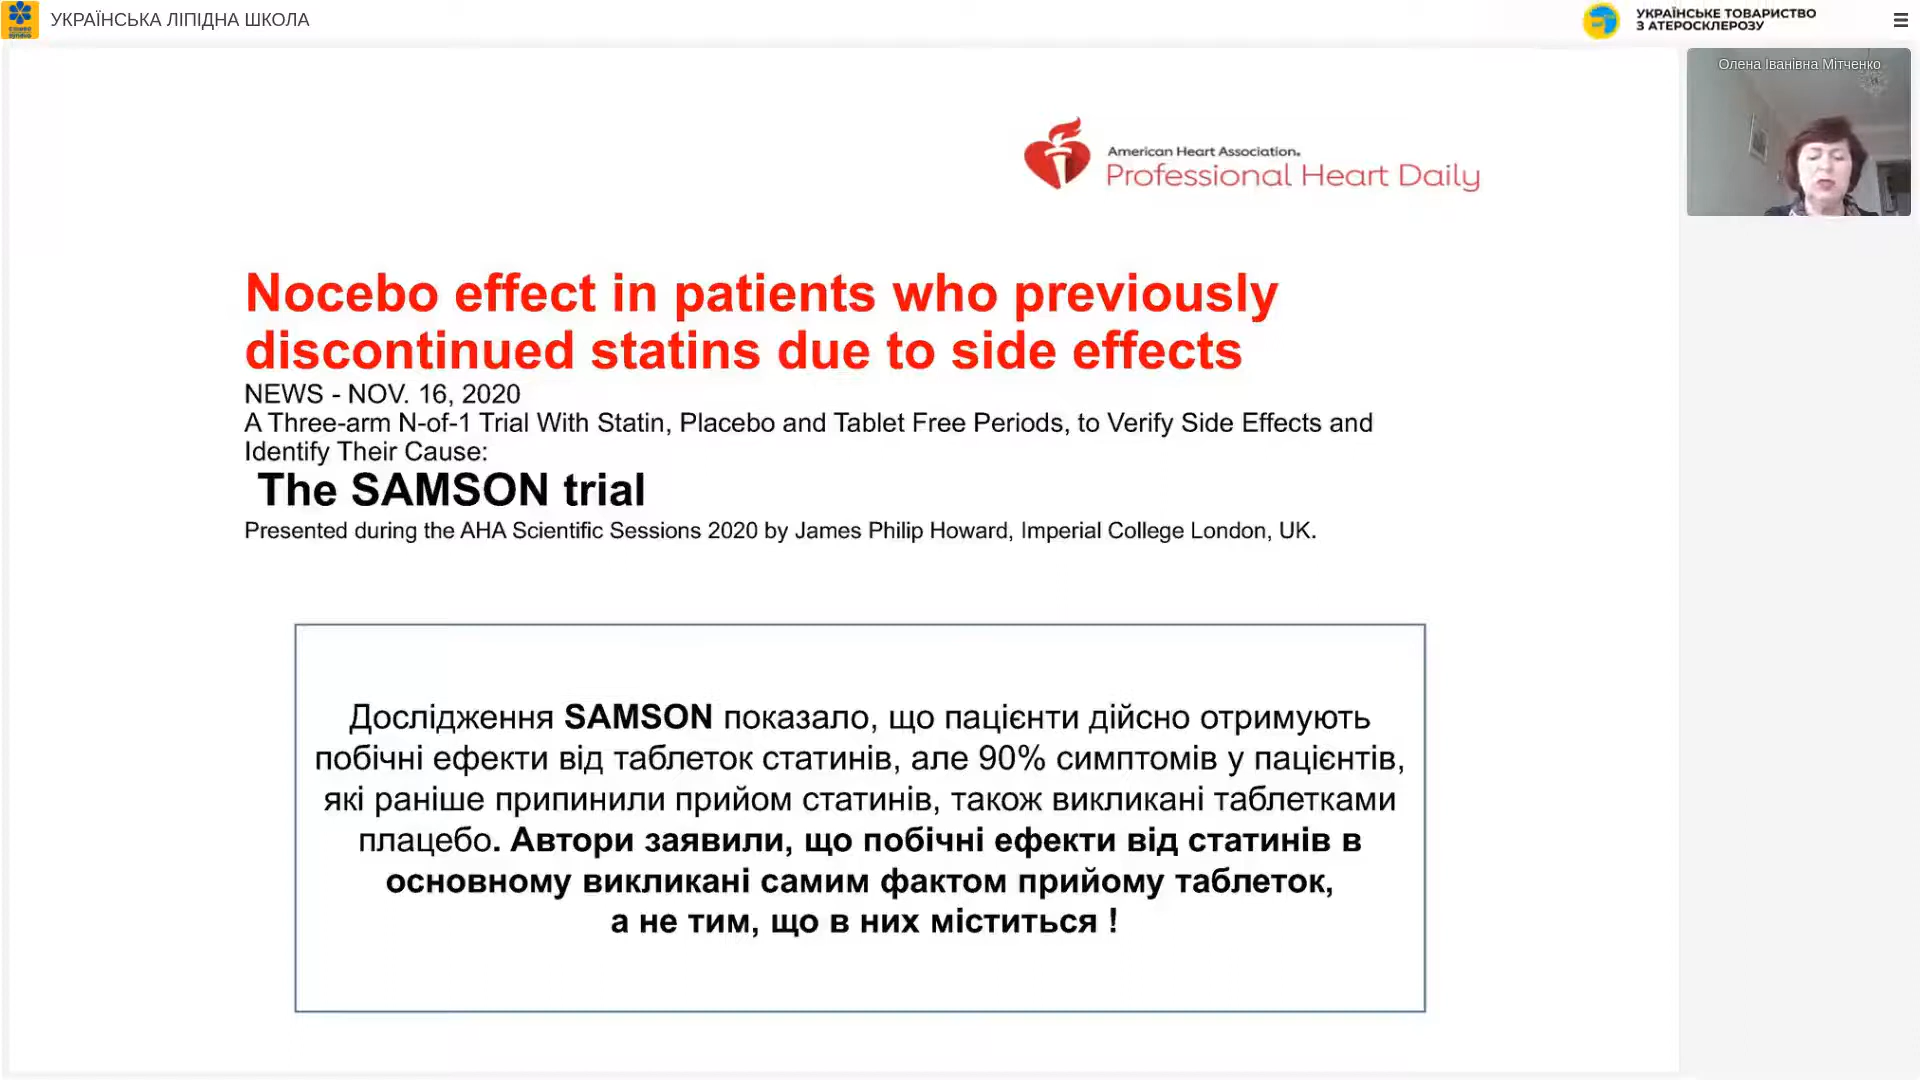 УКРАЇНСЬКА ЛІПІДНА ШКОЛА
УКРАЇНСЬКЕ ТОВАРИСТВО
З АТЕРОСКЛЕРОЗУ
Олена Іванівна Мітченко
American Heart Association.
Professional Heart Daily
Nocebo effect in patients who previously
discontinued statins due to side effects
NEWS - NOV. 16, 2020
A Three-arm N-of-1 Trial With Statin, Placebo and Tablet Free Periods, to Verify Side Effects and
Identify Their Cause:
The SAMSON trial
Presented during the AHA Scientific Sessions 2020 by James Philip Howard, Imperial College London, UK.
Дослідження SAMSON показало, що пацієнти дійсно отримують
побічні ефекти від таблеток статинів, але 90% симптомів у пацієнтів,
які раніше припинили прийом статинів, також викликані таблетками
плацебо. Автори заявили, що побічні ефекти від статинів в
основному викликані самим фактом прийому таблеток,
а не тим, що в них міститься !